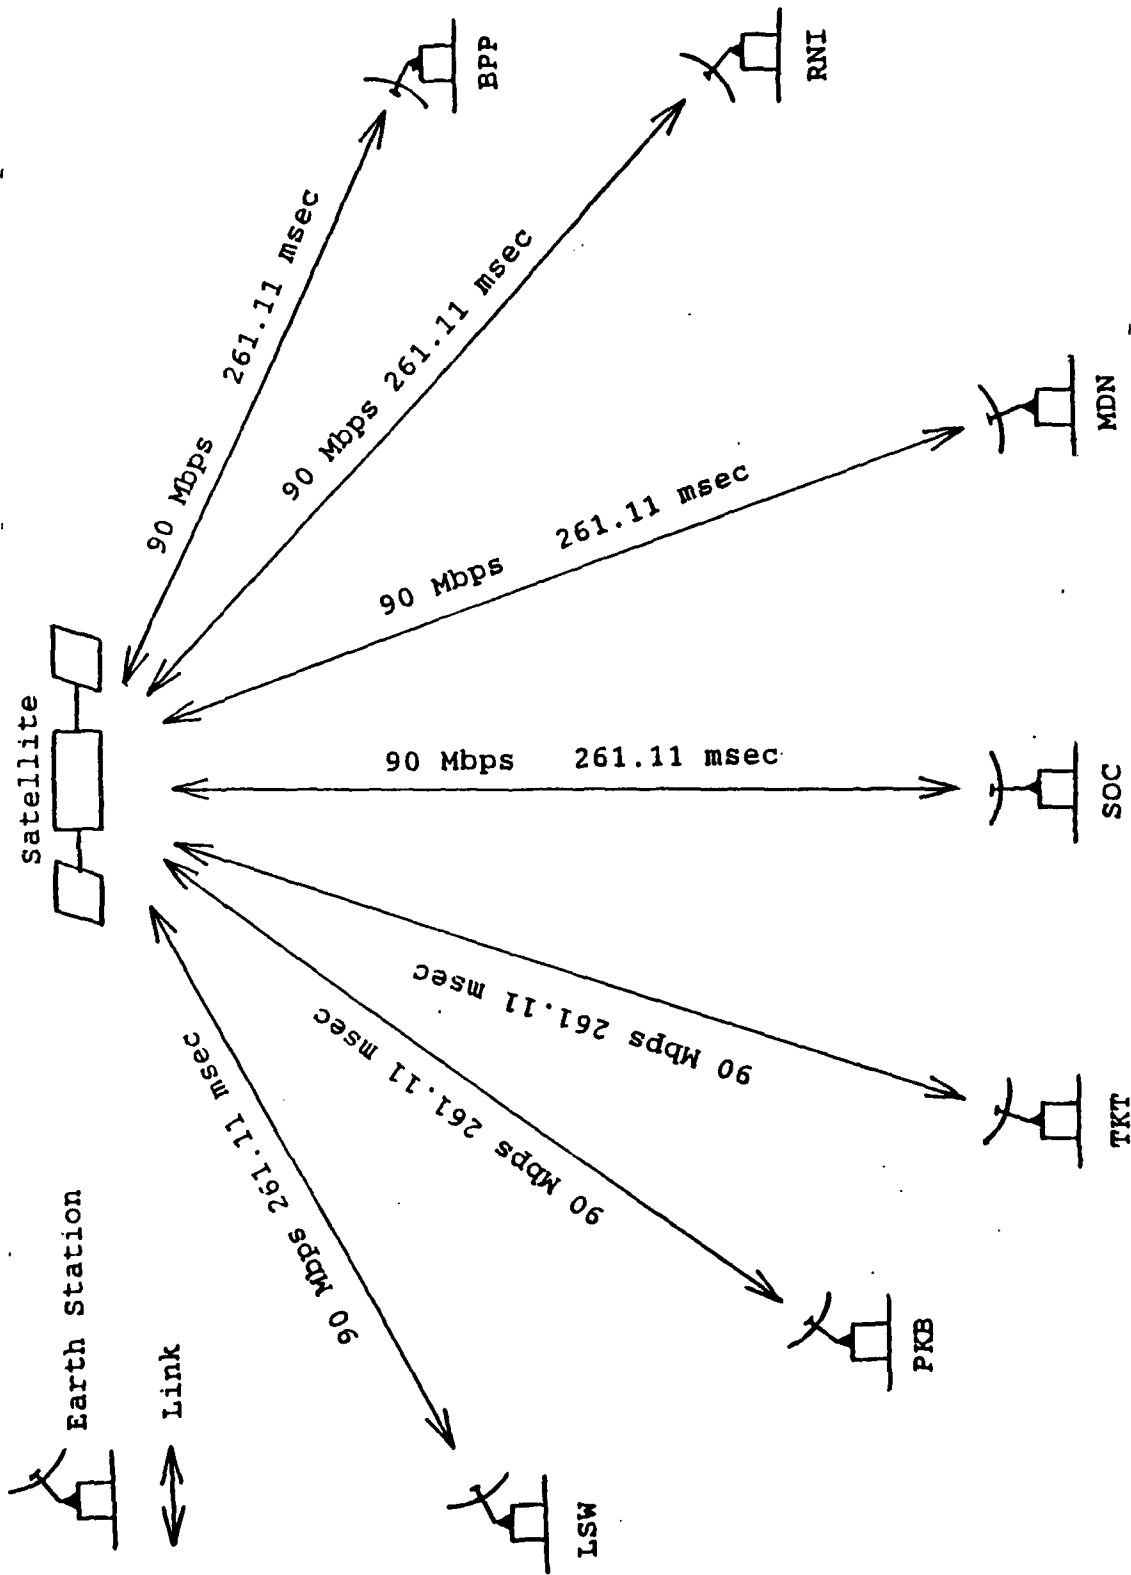 Earth Station
Link
Satellite
90 Mbps 261.11 msec
90 Mbps 261.11 msec
90 Mbps 261.11 msec
90 Mbps 261.11 msec
90 Mbps 261.11 msec
90 Mbps 261.11 msec
90 Mbps 261.11 msec
LSW
PKB
TKT
SOC
MDN
RNI
BPP